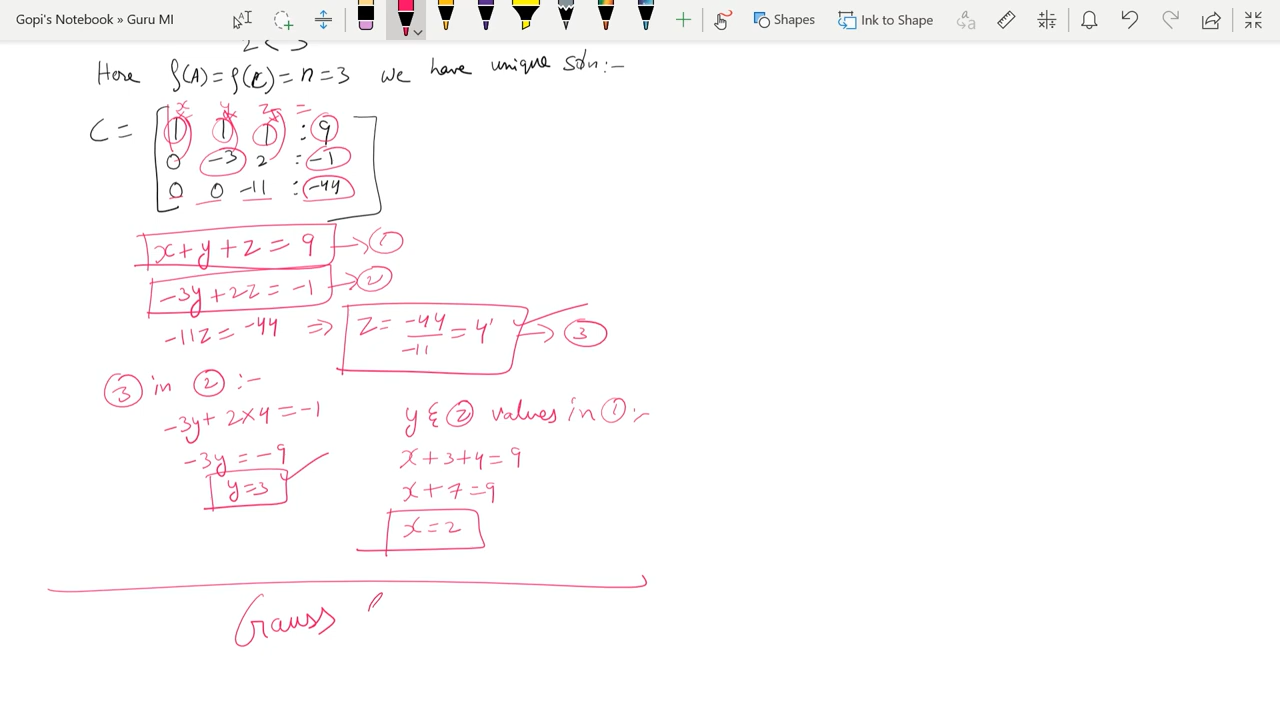 Gopi's Notebook » Guru MI
Shapes
Ink to Shape
2 < 3
Here ρ(A) = ρ(C) = n = 3 we have unique soln:-
x y z =
C = [1 1 1 : 9
0 -3 2 : -1
0 0 -11 : -44]
x + y + z = 9 → ①
-3y + 2z = -1 → ②
-11z = -44 ⇒ z = -44/-11 = 4 → ③
③ in ② :-
-3y + 2×4 = -1
-3y = -9
y = 3
y & ② values in ① :-
x + 3 + 4 = 9
x + 7 = 9
x = 2
Gauss